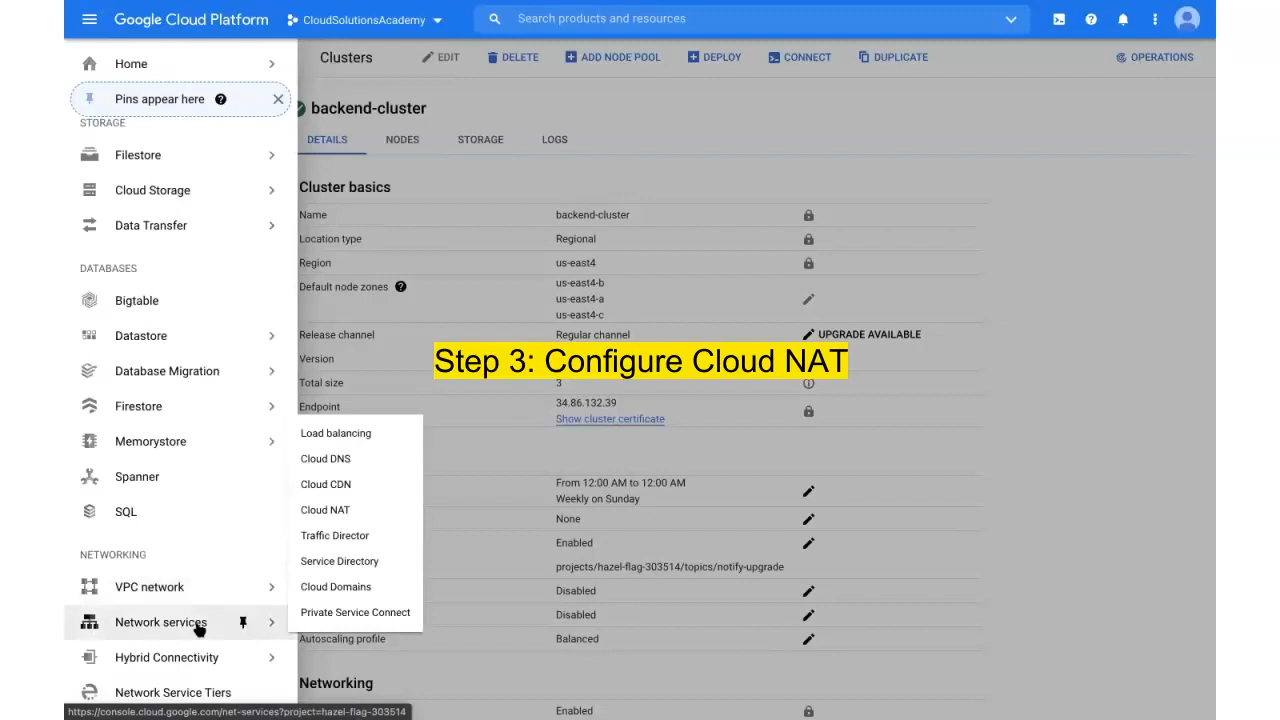 Google Cloud Platform
CloudSolutionsAcademy
Search products and resources
Home
Pins appear here
STORAGE
Filestore
Cloud Storage
Data Transfer
DATABASES
Bigtable
Datastore
Database Migration
Firestore
Memorystore
Spanner
SQL
NETWORKING
VPC network
Network services
Hybrid Connectivity
Network Service Tiers
https://console.cloud.google.com/net-services?project=hazel-flag-303514
Load balancing
Cloud DNS
Cloud CDN
Cloud NAT
Traffic Director
Service Directory
Cloud Domains
Private Service Connect
Clusters
EDIT
DELETE
ADD NODE POOL
DEPLOY
CONNECT
DUPLICATE
OPERATIONS
backend-cluster
DETAILS
NODES
STORAGE
LOGS
Cluster basics
Name backend-cluster
Location type Regional
Region us-east4
Default node zones us-east4-b
us-east4-a
us-east4-c
Release channel Regular channel UPGRADE AVAILABLE
Version
Step 3: Configure Cloud NAT
Total size 3
Endpoint 34.86.132.39
Show cluster certificate
From 12:00 AM to 12:00 AM
Weekly on Sunday
None
Enabled
projects/hazel-flag-303514/topics/notify-upgrade
Disabled
Disabled
Autoscaling profile Balanced
Networking
Enabled